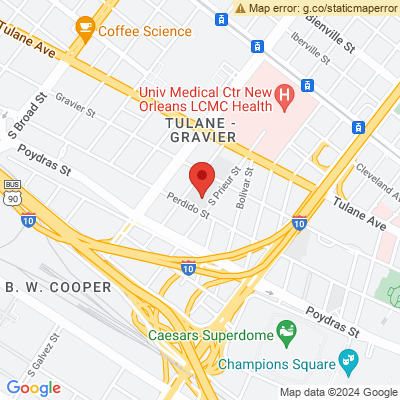 Map error: g.co/staticmaperror
Bienville St
Tulane Ave
Coffee Science
Iberville St
Gravier St
S Broad St
Univ Medical Ctr New
Orleans LCMC Health
H
TULANE -
GRAVIER
Poydras St
Cleveland Ave
BUS
90
S Prieur St
Bolivar St
Perdido St
Tulane Ave
10
10
10
B. W. COOPER
Poydras St
S Galvez St
Caesars Superdome
Champions Square
Google
Map data ©2024 Google